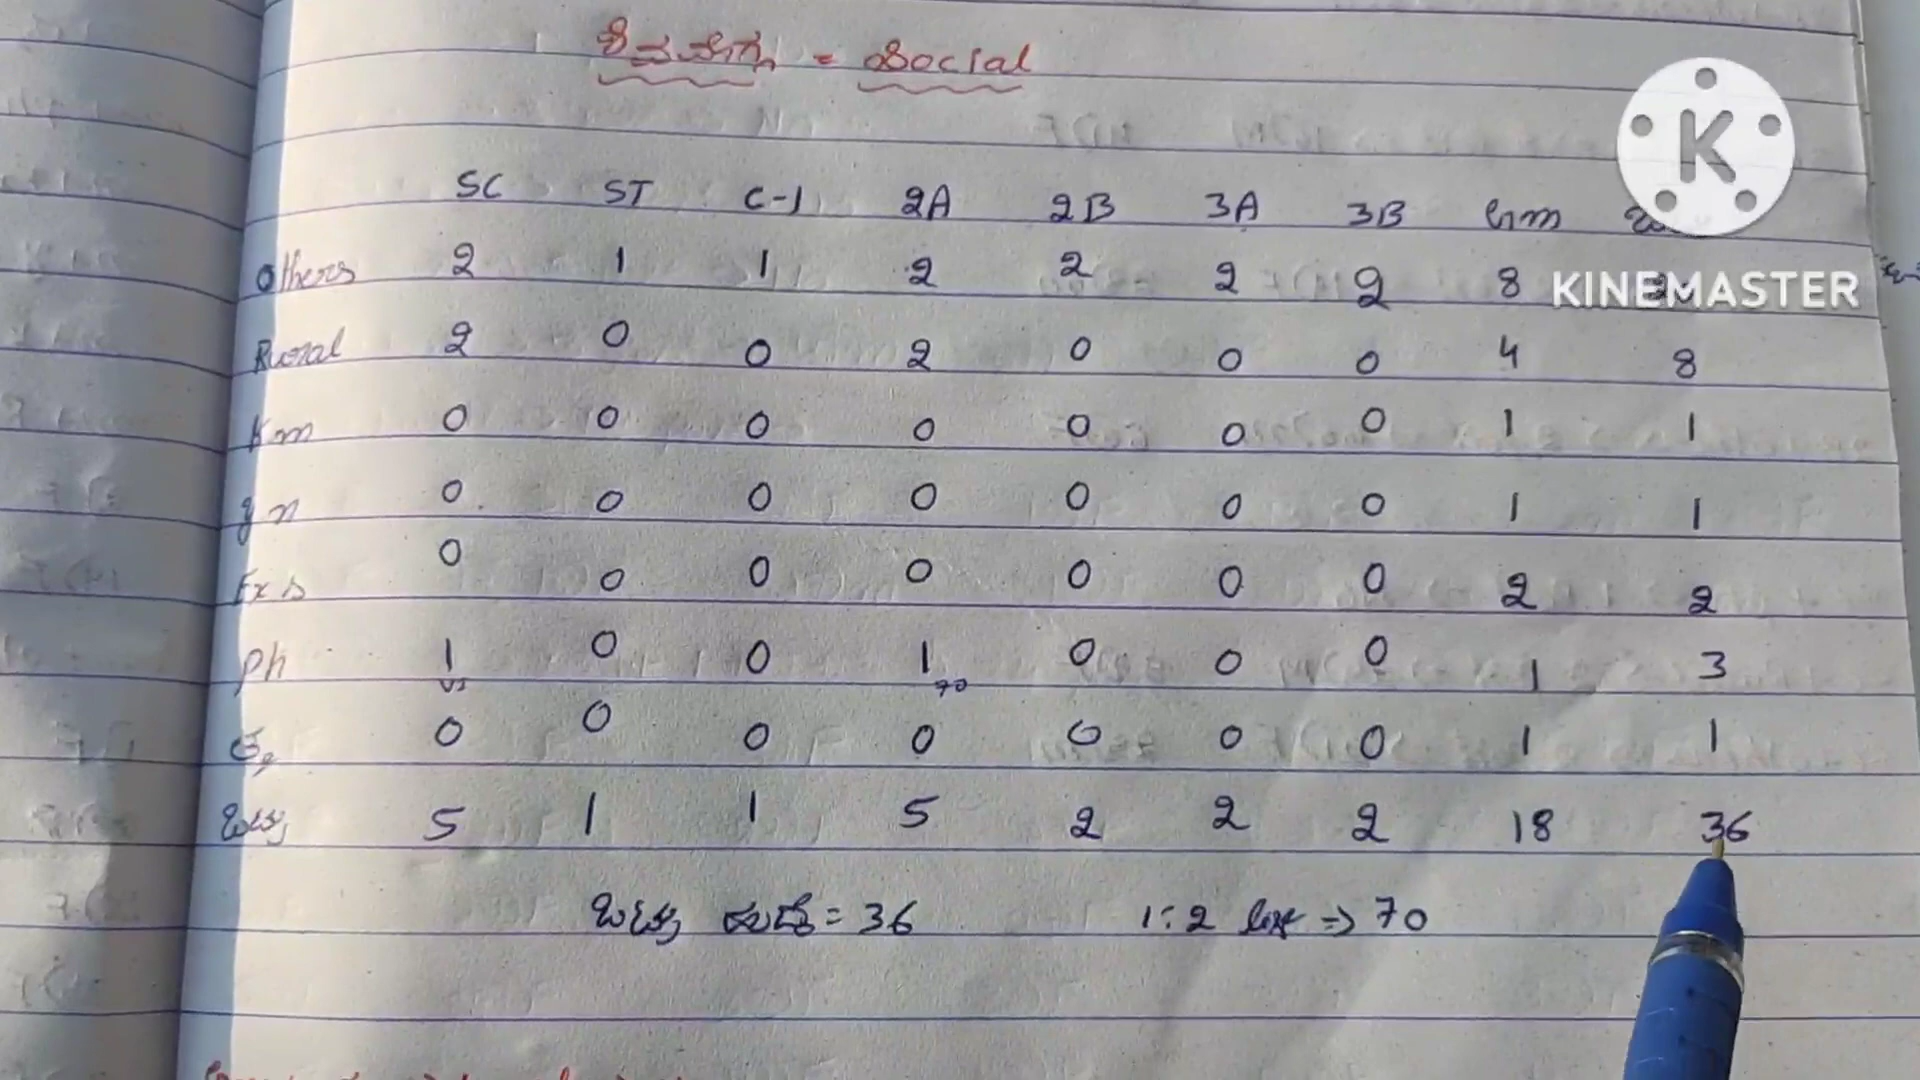 ಶಿವಮೊಗ್ಗ = Social
SC ST C-1 2A 2B 3A 3B Gm
Others 2 1 1 2 2 2 2 8
Rural 2 0 0 2 0 0 0 4 8
Km 0 0 0 0 0 0 0 1 1
0 0 0 0 0 0 0 1 1
Ex s 0 0 0 0 0 0 0 2 2
ph 1 0 0 1 0 0 0 1 3
0 0 0 0 0 0 0 1 1
ಒಟ್ಟು 5 1 1 5 2 2 2 18 36
ಒಟ್ಟು ಹುದ್ದೆ = 36 1:2 ⇒ 70
K
KINEMASTER